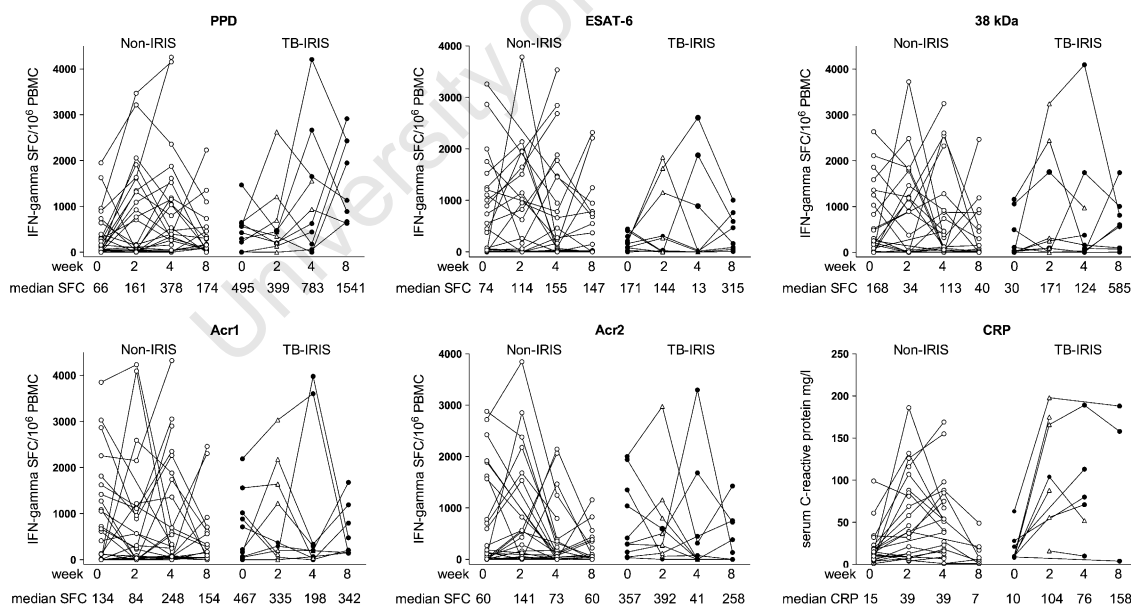 PPD
ESAT-6
38 kDa
Non-IRIS TB-IRIS
Non-IRIS TB-IRIS
Non-IRIS TB-IRIS
IFN-gamma SFC/10⁶ PBMC
4000
3000
2000
1000
0
IFN-gamma SFC/10⁶ PBMC
4000
3000
2000
1000
0
IFN-gamma SFC/10⁶ PBMC
4000
3000
2000
1000
0
week 0 2 4 8 0 2 4 8
week 0 2 4 8 0 2 4 8
week 0 2 4 8 0 2 4 8
median SFC 66 161 378 174 495 399 783 1541
median SFC 74 114 155 147 171 144 13 315
median SFC 168 34 113 40 30 171 124 585
Acr1
Acr2
CRP
Non-IRIS TB-IRIS
Non-IRIS TB-IRIS
Non-IRIS TB-IRIS
IFN-gamma SFC/10⁶ PBMC
4000
3000
2000
1000
0
IFN-gamma SFC/10⁶ PBMC
4000
3000
2000
1000
0
serum C-reactive protein mg/l
250
200
150
100
50
0
week 0 2 4 8 0 2 4 8
week 0 2 4 8 0 2 4 8
week 0 2 4 8 0 2 4 8
median SFC 134 84 248 154 467 335 198 342
median SFC 60 141 73 60 357 392 41 258
median CRP 15 39 39 7 10 104 76 158
University of